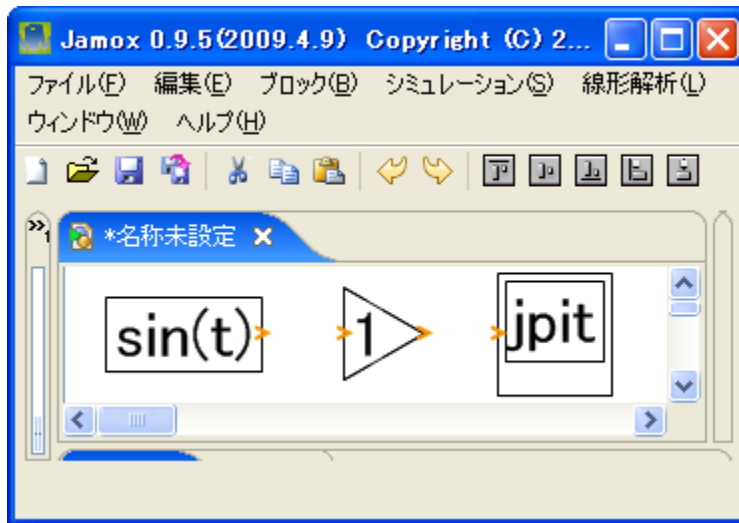 Jamox 0.9.5(2009.4.9) Copyright (C) 2...
ファイル(F) 編集(E) ブロック(B) シミュレーション(S) 線形解析(L)
ウィンドウ(W) ヘルプ(H)
»1
*名称未設定
sin(t)
1
jpit